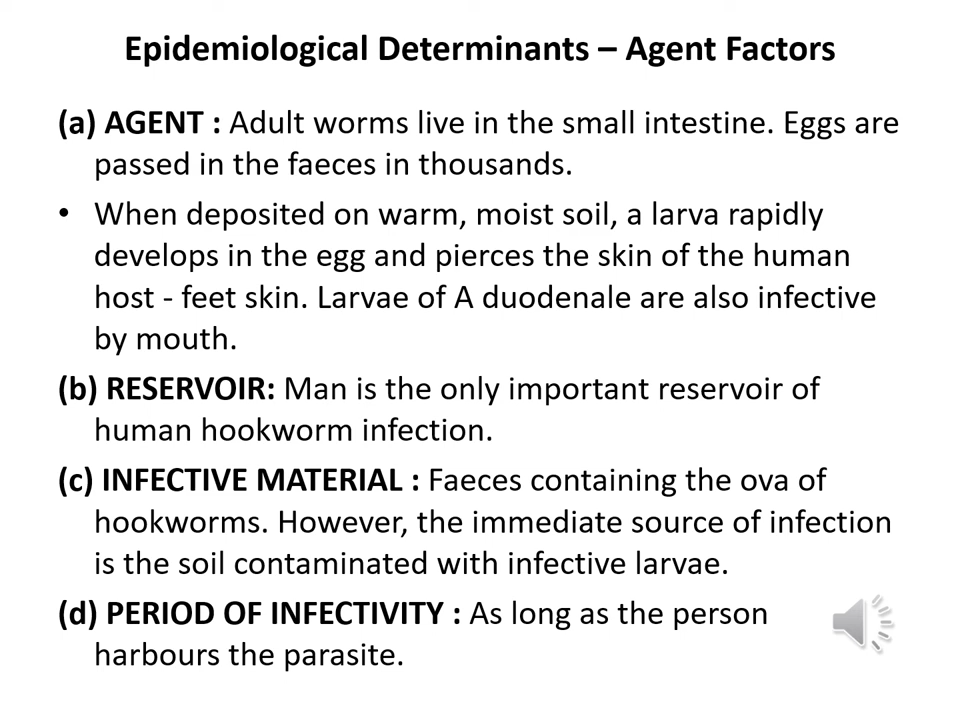 Epidemiological Determinants – Agent Factors
(a) AGENT : Adult worms live in the small intestine. Eggs are
passed in the faeces in thousands.
• When deposited on warm, moist soil, a larva rapidly
develops in the egg and pierces the skin of the human
host - feet skin. Larvae of A duodenale are also infective
by mouth.
(b) RESERVOIR: Man is the only important reservoir of
human hookworm infection.
(c) INFECTIVE MATERIAL : Faeces containing the ova of
hookworms. However, the immediate source of infection
is the soil contaminated with infective larvae.
(d) PERIOD OF INFECTIVITY : As long as the person
harbours the parasite.